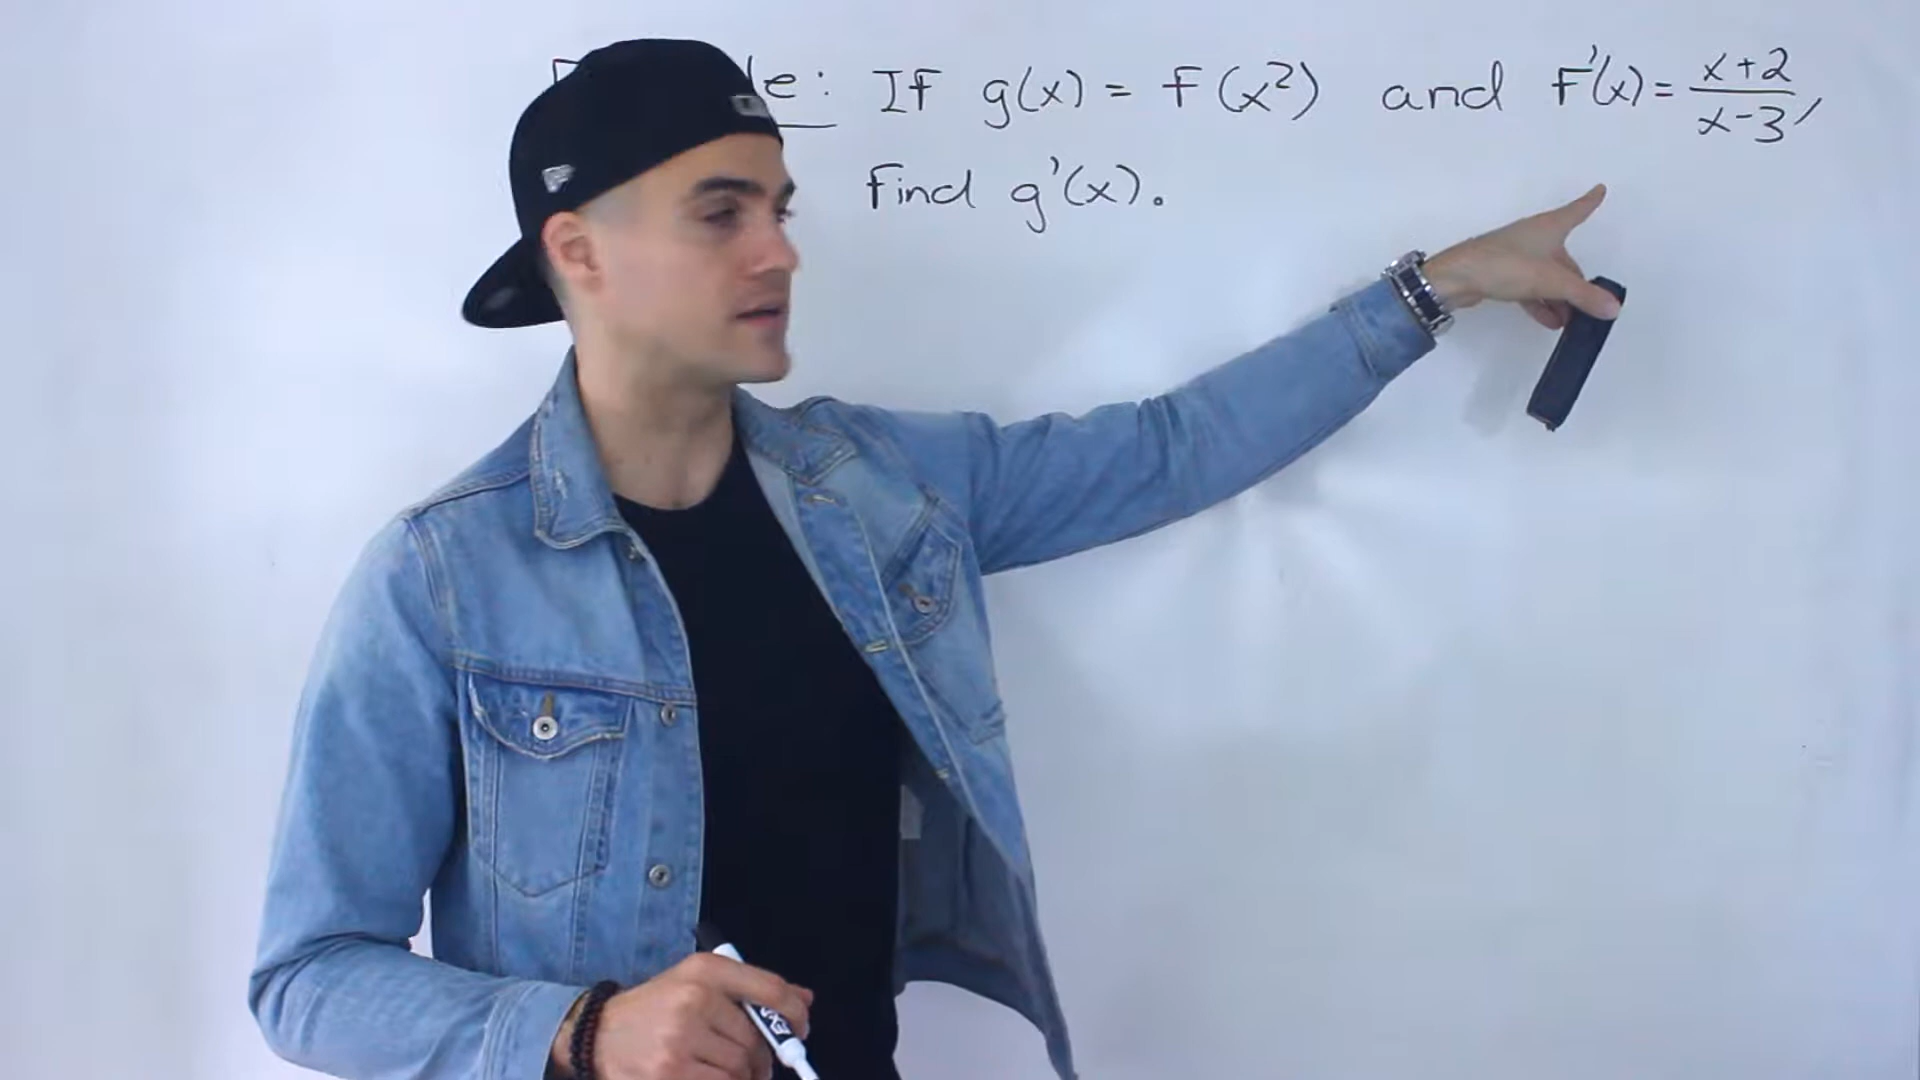 If g(x) = f(x²) and f'(x) = x+2/x-3,
find g'(x).